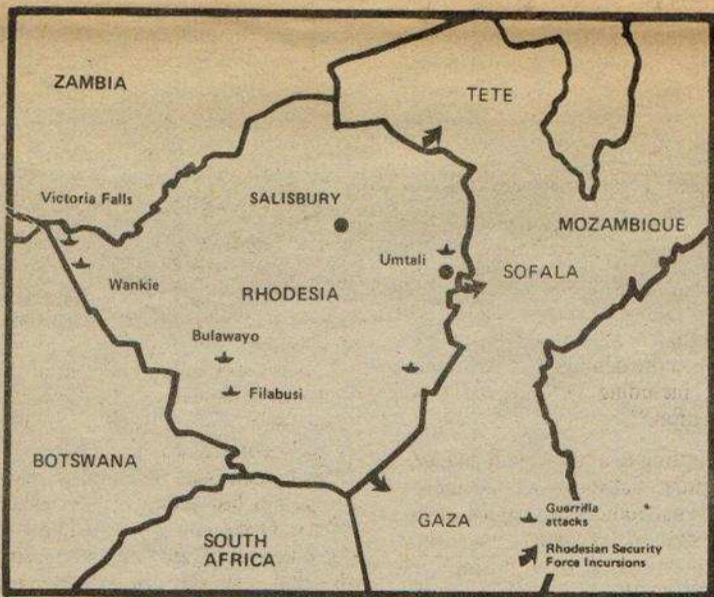 ZAMBIA
TETE
Victoria Falls
SALISBURY
MOZAMBIQUE
Umtali
SOFALA
Wankie
RHODESIA
Bulawayo
Filabusi
BOTSWANA
GAZA
SOUTH
AFRICA
Guerrilla
attacks
Rhodesian Security
Force Incursions